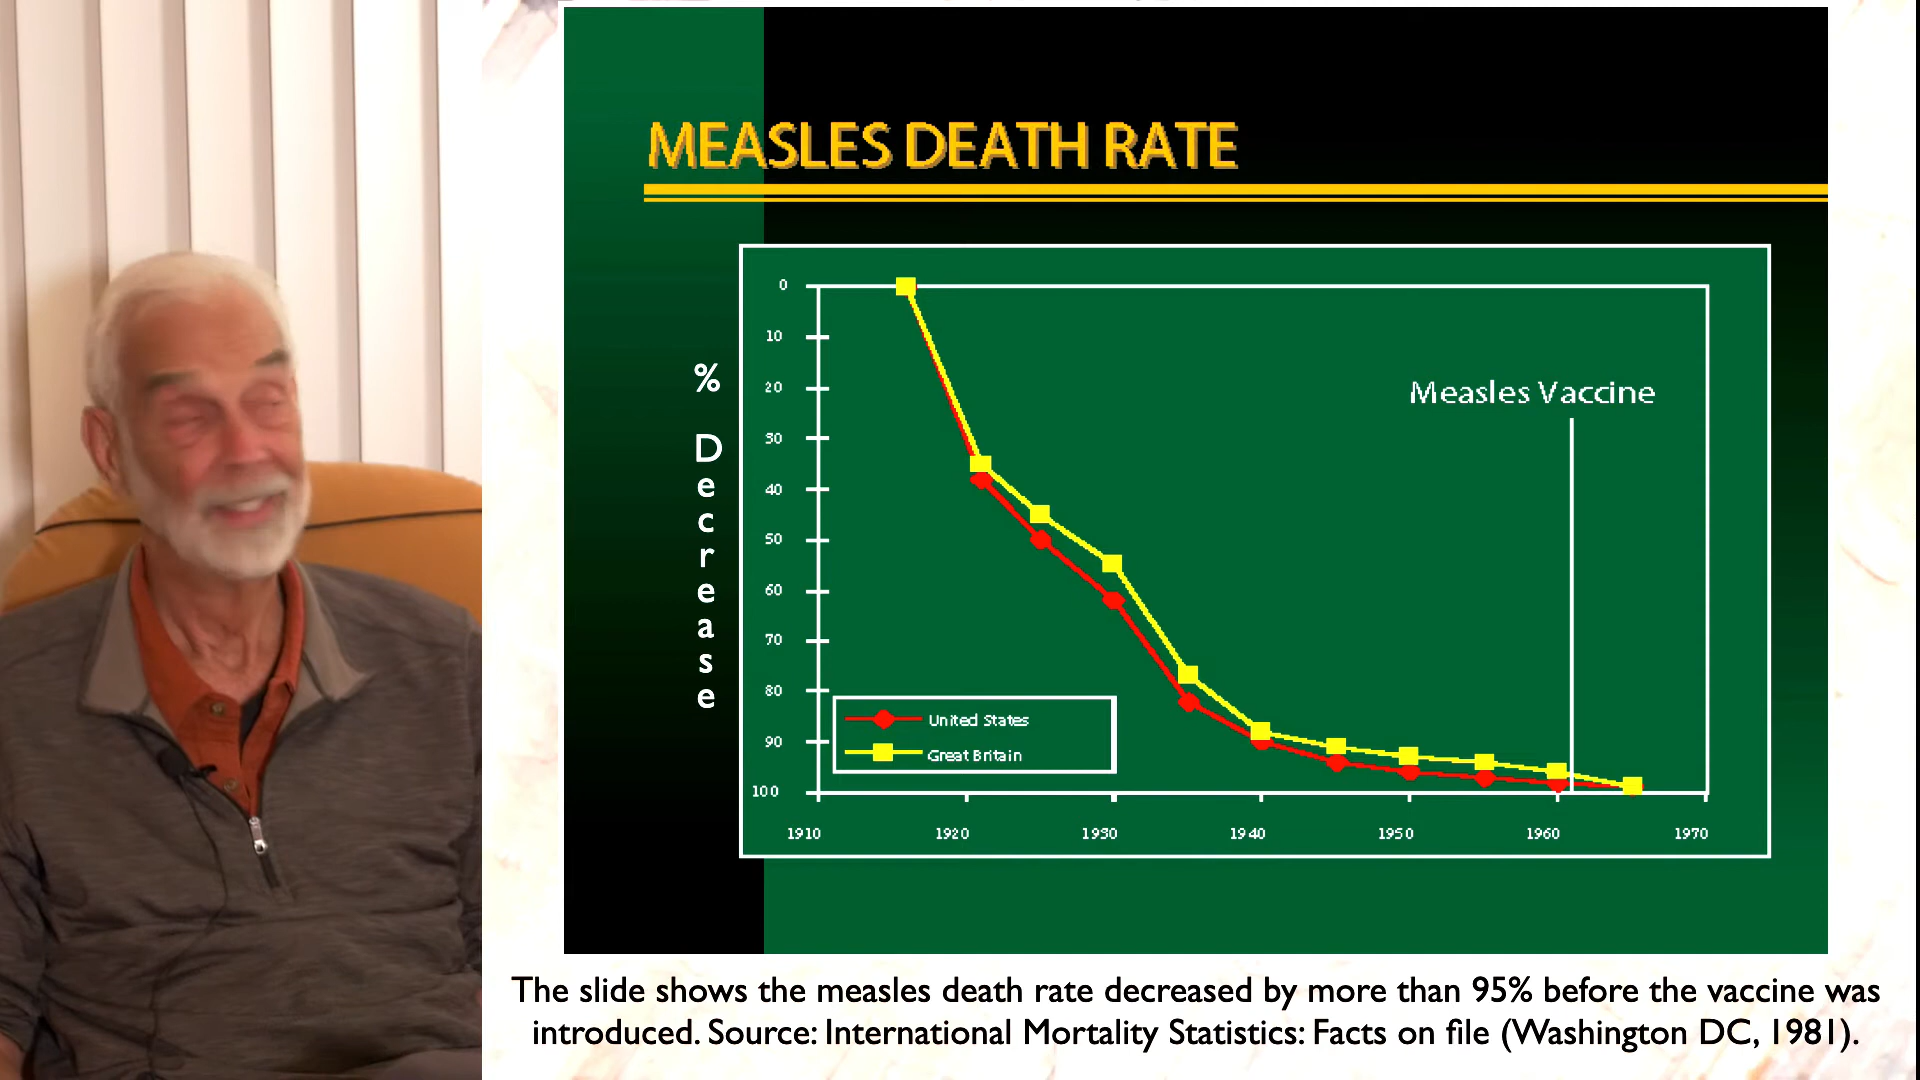 MEASLES DEATH RATE
% Decrease
0
10
20
30
40
50
60
70
80
90
100
Measles Vaccine
United States
Great Britain
1910 1920 1930 1940 1950 1960 1970
The slide shows the measles death rate decreased by more than 95% before the vaccine was
introduced. Source: International Mortality Statistics: Facts on file (Washington DC, 1981).